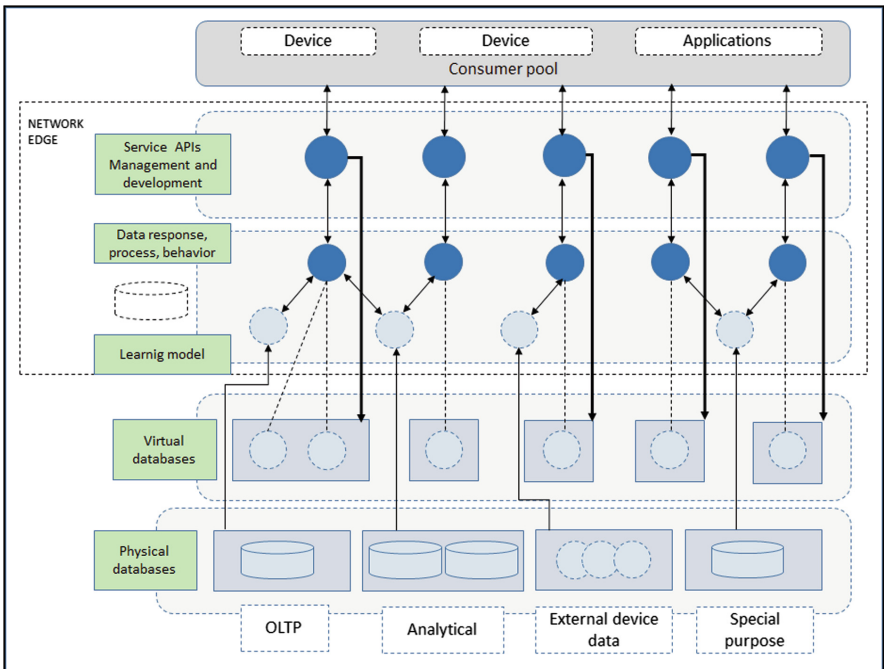 Device
Device
Applications
Consumer pool
NETWORK
EDGE
Service APIs
Management and
development
Data response,
process, behavior
Learnig model
Virtual
databases
Physical
databases
OLTP
Analytical
External device
data
Special
purpose